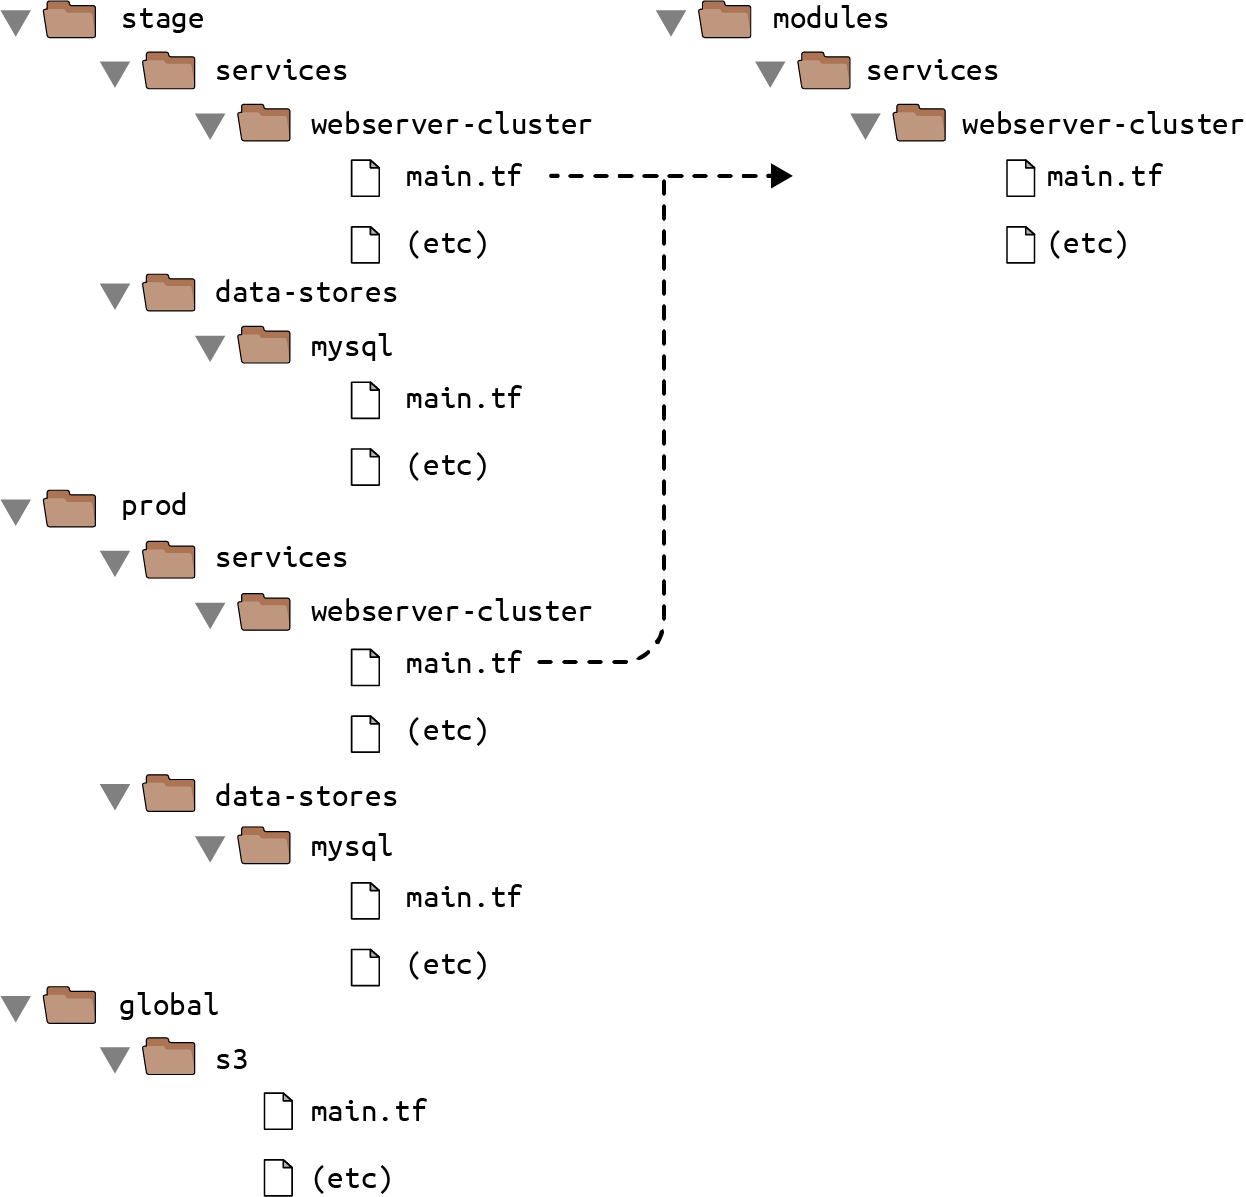 stage
services
webserver-cluster
main.tf
(etc)
data-stores
mysql
main.tf
(etc)
prod
services
webserver-cluster
main.tf
(etc)
data-stores
mysql
main.tf
(etc)
global
s3
main.tf
(etc)
modules
services
webserver-cluster
main.tf
(etc)